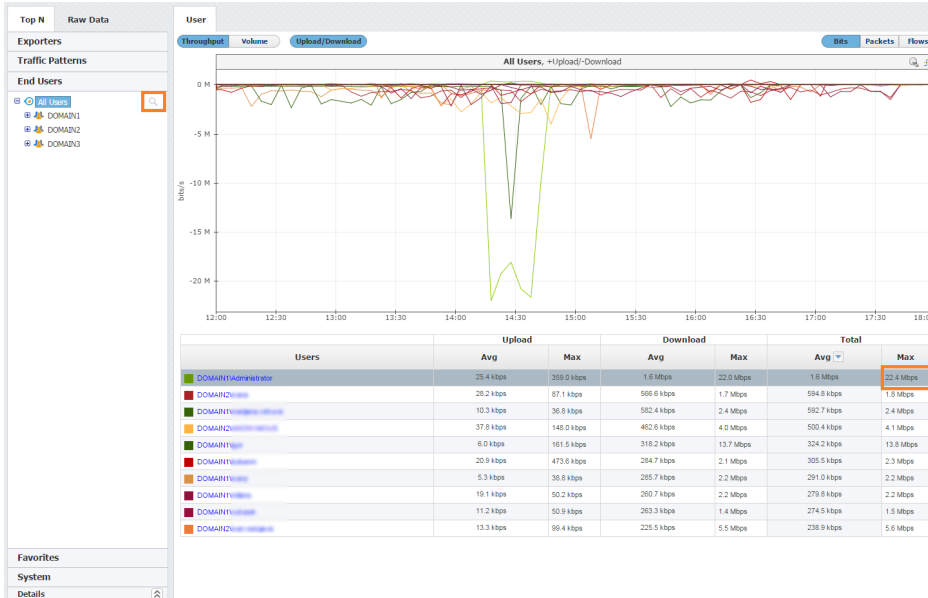 Top N Raw Data User
Exporters
Throughput Volume Upload/Download Bits Packets Flows
Traffic Patterns
All Users, +Upload/-Download
End Users
All Users
DOMAIN1
DOMAIN2
DOMAIN3
bits/s
0 M
-5 M
-10 M
-15 M
-20 M
12:00 12:30 13:00 13:30 14:00 14:30 15:00 15:30 16:00 16:30 17:00 17:30 18:0
Upload Download Total
Users Avg Max Avg Max Avg Max
DOMAIN1\Administrator 25.4 kbps 369.0 kbps 1.6 Mbps 22.0 Mbps 1.6 Mbps 22.4 Mbps
DOMAIN2\ 28.2 kbps 87.1 kbps 566.6 kbps 1.7 Mbps 594.8 kbps 1.8 Mbps
DOMAIN1\ 10.3 kbps 36.8 kbps 582.4 kbps 2.4 Mbps 592.7 kbps 2.4 Mbps
DOMAIN2\ 37.8 kbps 148.0 kbps 462.6 kbps 4.0 Mbps 500.4 kbps 4.1 Mbps
DOMAIN1\ 6.0 kbps 161.5 kbps 318.2 kbps 13.7 Mbps 324.2 kbps 13.8 Mbps
DOMAIN1\ 20.9 kbps 473.6 kbps 284.7 kbps 2.1 Mbps 305.5 kbps 2.3 Mbps
DOMAIN1\ 5.3 kbps 38.8 kbps 285.7 kbps 2.2 Mbps 291.0 kbps 2.2 Mbps
DOMAIN1\ 19.1 kbps 50.2 kbps 260.7 kbps 2.2 Mbps 279.8 kbps 2.2 Mbps
DOMAIN1\ 11.2 kbps 50.9 kbps 263.3 kbps 1.4 Mbps 274.5 kbps 1.5 Mbps
DOMAIN2\ 13.3 kbps 99.4 kbps 225.5 kbps 5.5 Mbps 238.9 kbps 5.6 Mbps
Favorites
System
Details